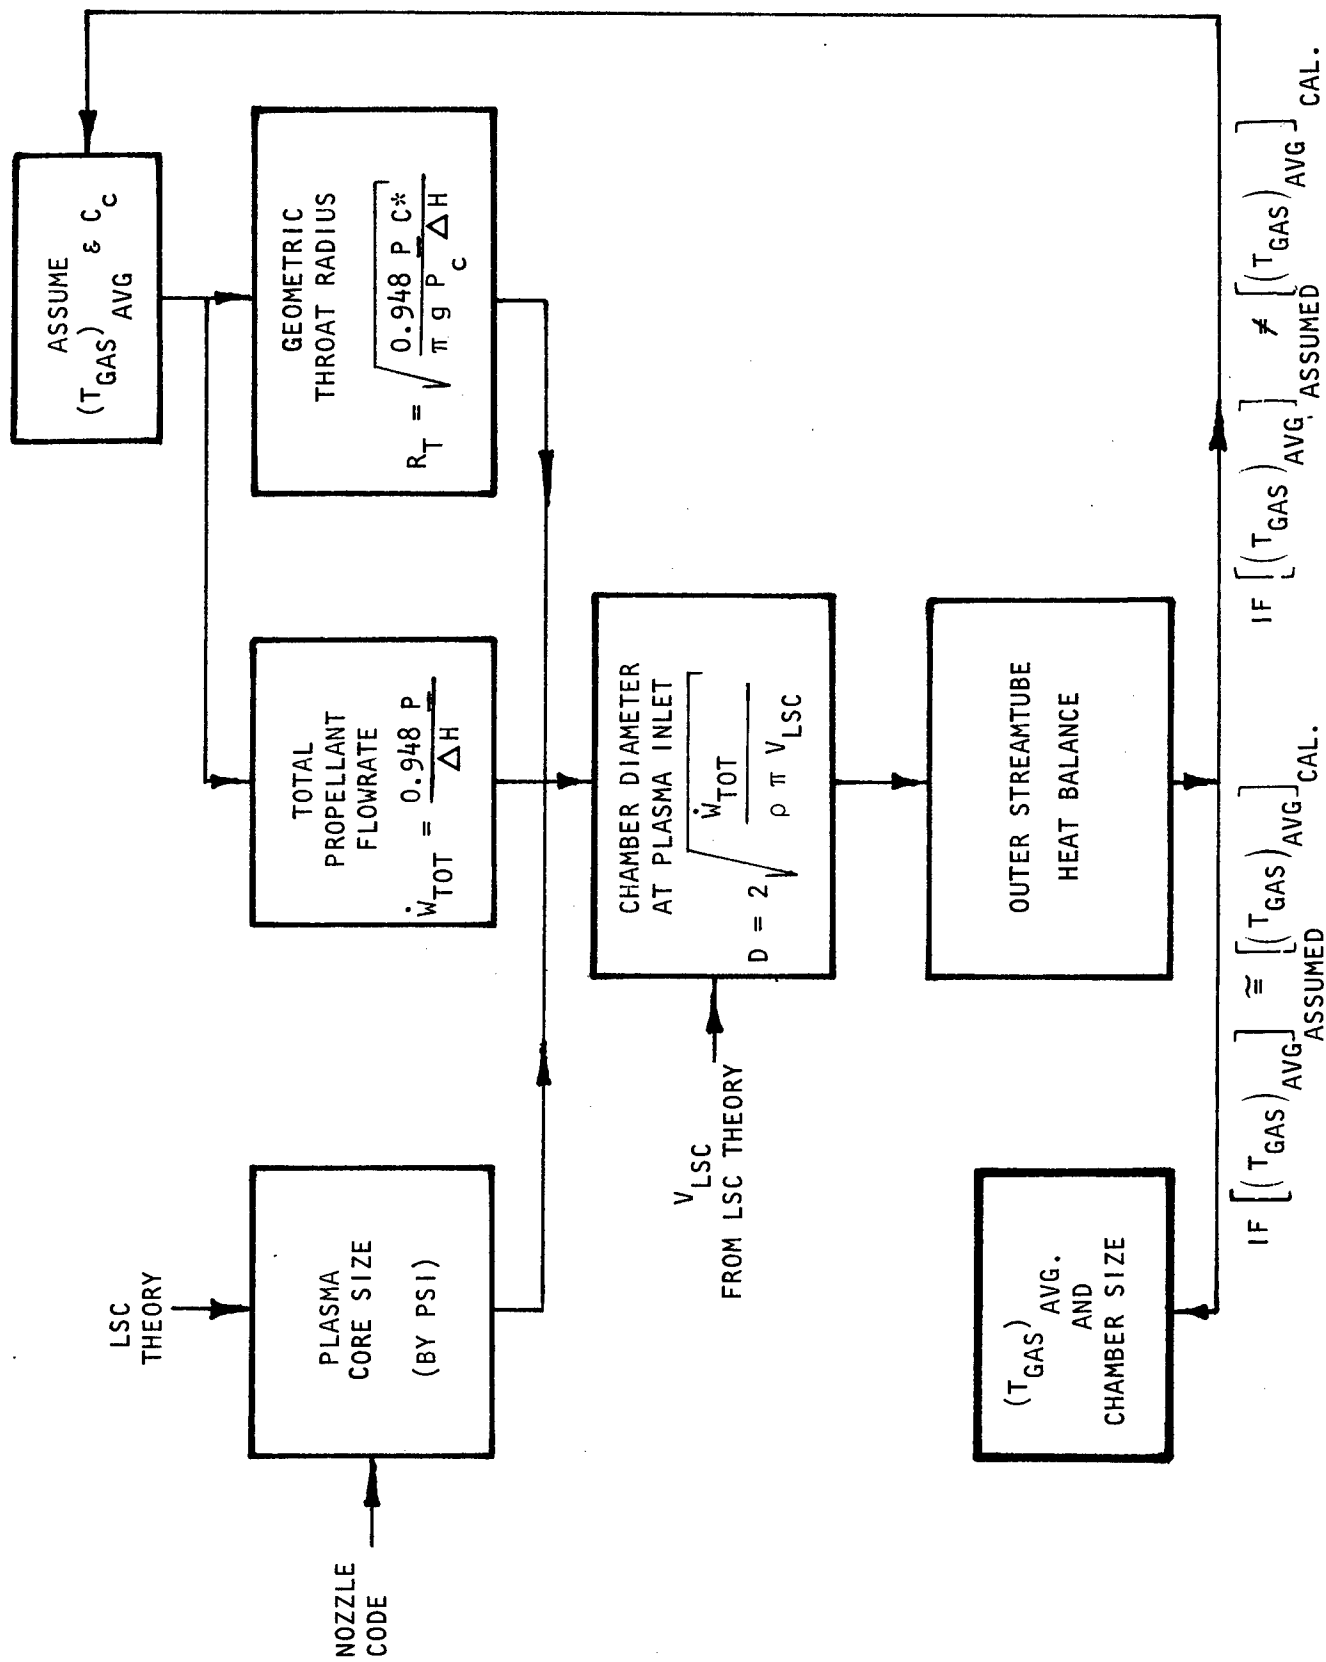 ASSUME
(T_GAS)_AVG & C_c
LSC
THEORY
NOZZLE
CODE
PLASMA
CORE SIZE
(BY PSI)
TOTAL
PROPELLANT
FLOWRATE
Ẇ_TOT = 0.948 P / ΔH
GEOMETRIC
THROAT RADIUS
R_T = √(0.948 P C* / π g P_c ΔH)
V_LSC
FROM LSC THEORY
CHAMBER DIAMETER
AT PLASMA INLET
D = 2 √(Ẇ_TOT / ρ π V_LSC)
OUTER STREAMTUBE
HEAT BALANCE
(T_GAS)_AVG.
AND
CHAMBER SIZE
IF [(T_GAS)_AVG]_ASSUMED ≅ [(T_GAS)_AVG]_CAL.
IF [(T_GAS)_AVG]_ASSUMED ≠ [(T_GAS)_AVG]_CAL.